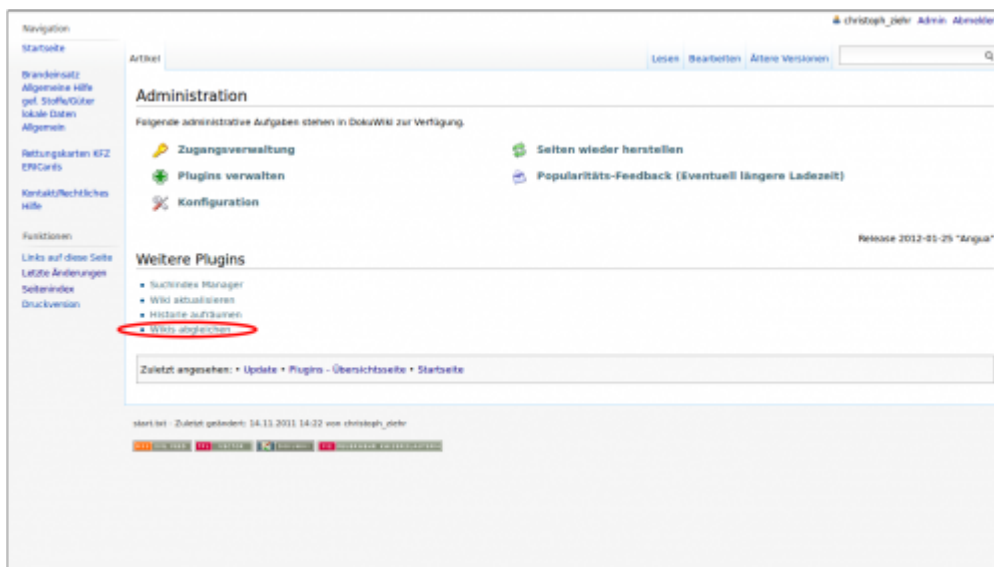 christoph_ziehr Admin Abmelden
Navigation
Startseite
Brandeinsatz
Allgemeine Hilfe
gef. Stoffe/Güter
lokale Daten
Allgemein
Rettungskarten KFZ
ERICards
Kontakt/Rechtliches
Hilfe
Funktionen
Links auf diese Seite
Letzte Änderungen
Seitenindex
Druckversion
Artikel
Lesen Bearbeiten Ältere Versionen
Administration
Folgende administrative Aufgaben stehen in DokuWiki zur Verfügung.
Zugangsverwaltung
Seiten wieder herstellen
Plugins verwalten
Popularitäts-Feedback (Eventuell längere Ladezeit)
Konfiguration
Release 2012-01-25 "Angua"
Weitere Plugins
Suchindex Manager
Wiki aktualisieren
Historie aufräumen
Wikis abgleichen
Zuletzt angesehen: • Update • Plugins - Übersichtsseite • Startseite
start.txt · Zuletzt geändert: 14.11.2011 14:22 von christoph_ziehr